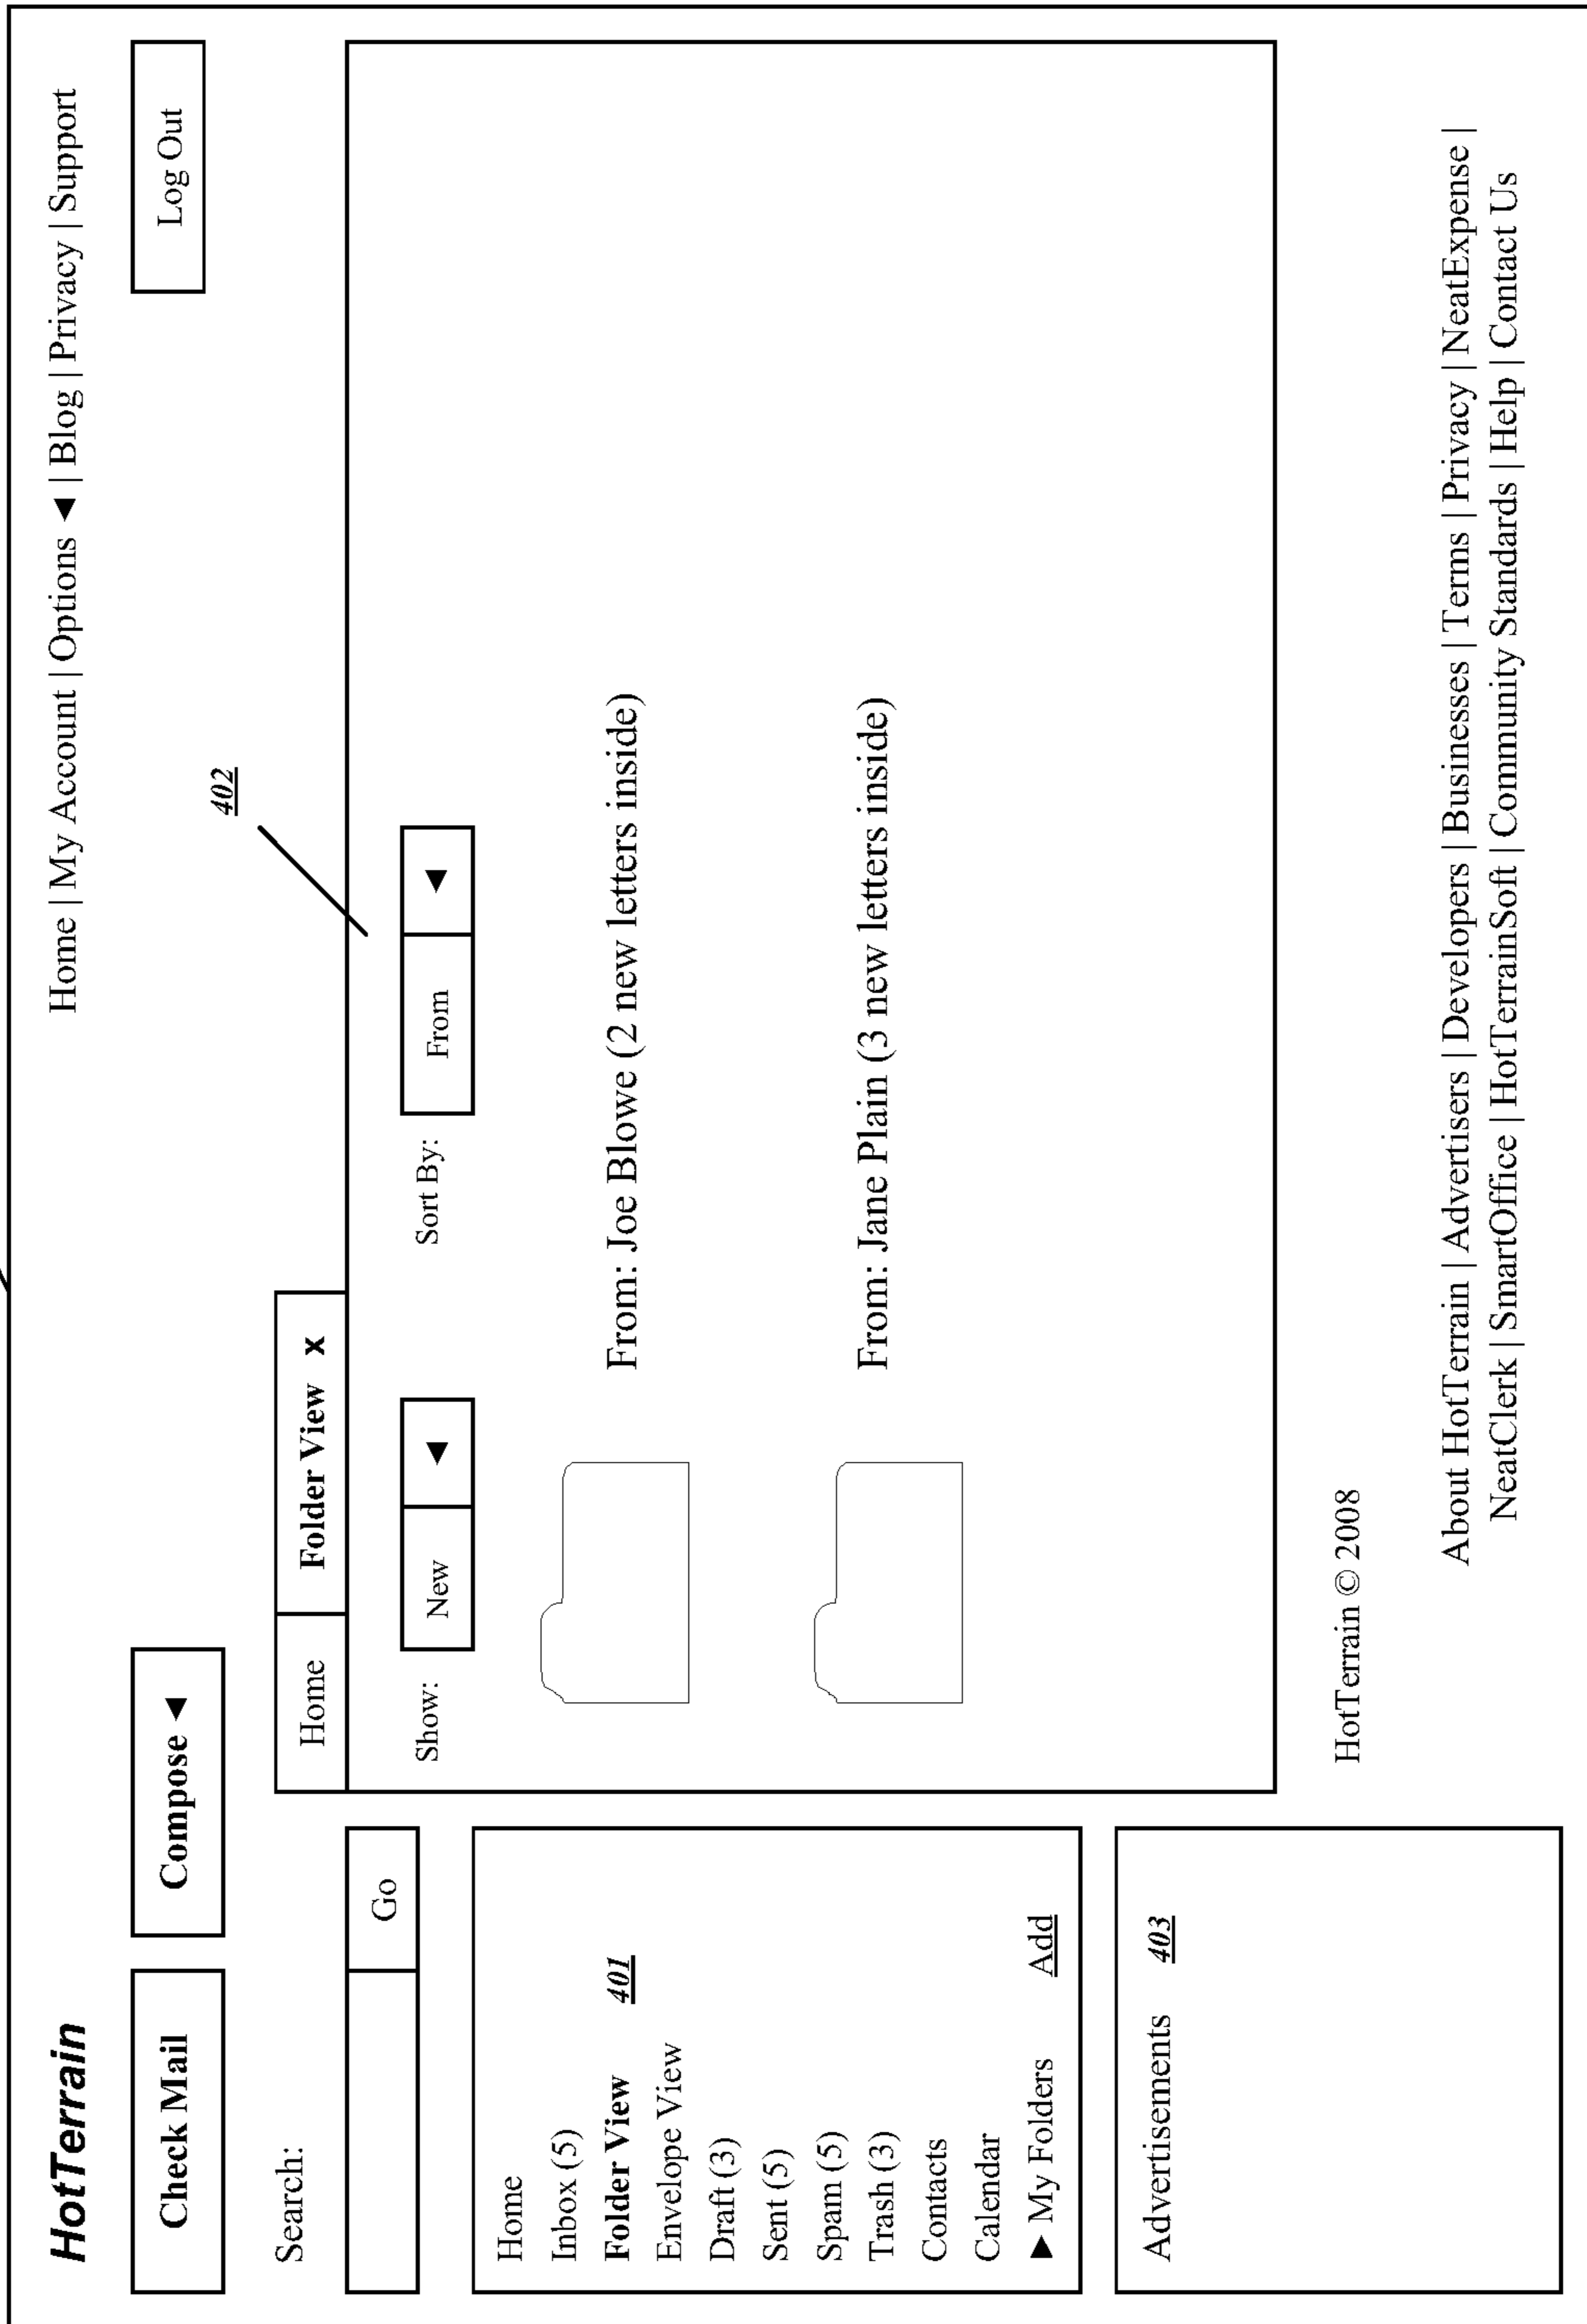 HotTerrain
Home | My Account | Options ▼ | Blog | Privacy | Support
Check Mail
Compose ▼
Log Out
402
Search:
Go
Home
Folder View x
Show:
New ▼
Sort By:
From ▼
From: Joe Blowe (2 new letters inside)
From: Jane Plain (3 new letters inside)
Home
Inbox (5)
Folder View 401
Envelope View
Draft (3)
Sent (5)
Spam (5)
Trash (3)
Contacts
Calendar
► My Folders Add
Advertisements 403
HotTerrain © 2008
About HotTerrain | Advertisers | Developers | Businesses | Terms | Privacy | NeatExpense |
NeatClerk | SmartOffice | HotTerrainSoft | Community Standards | Help | Contact Us